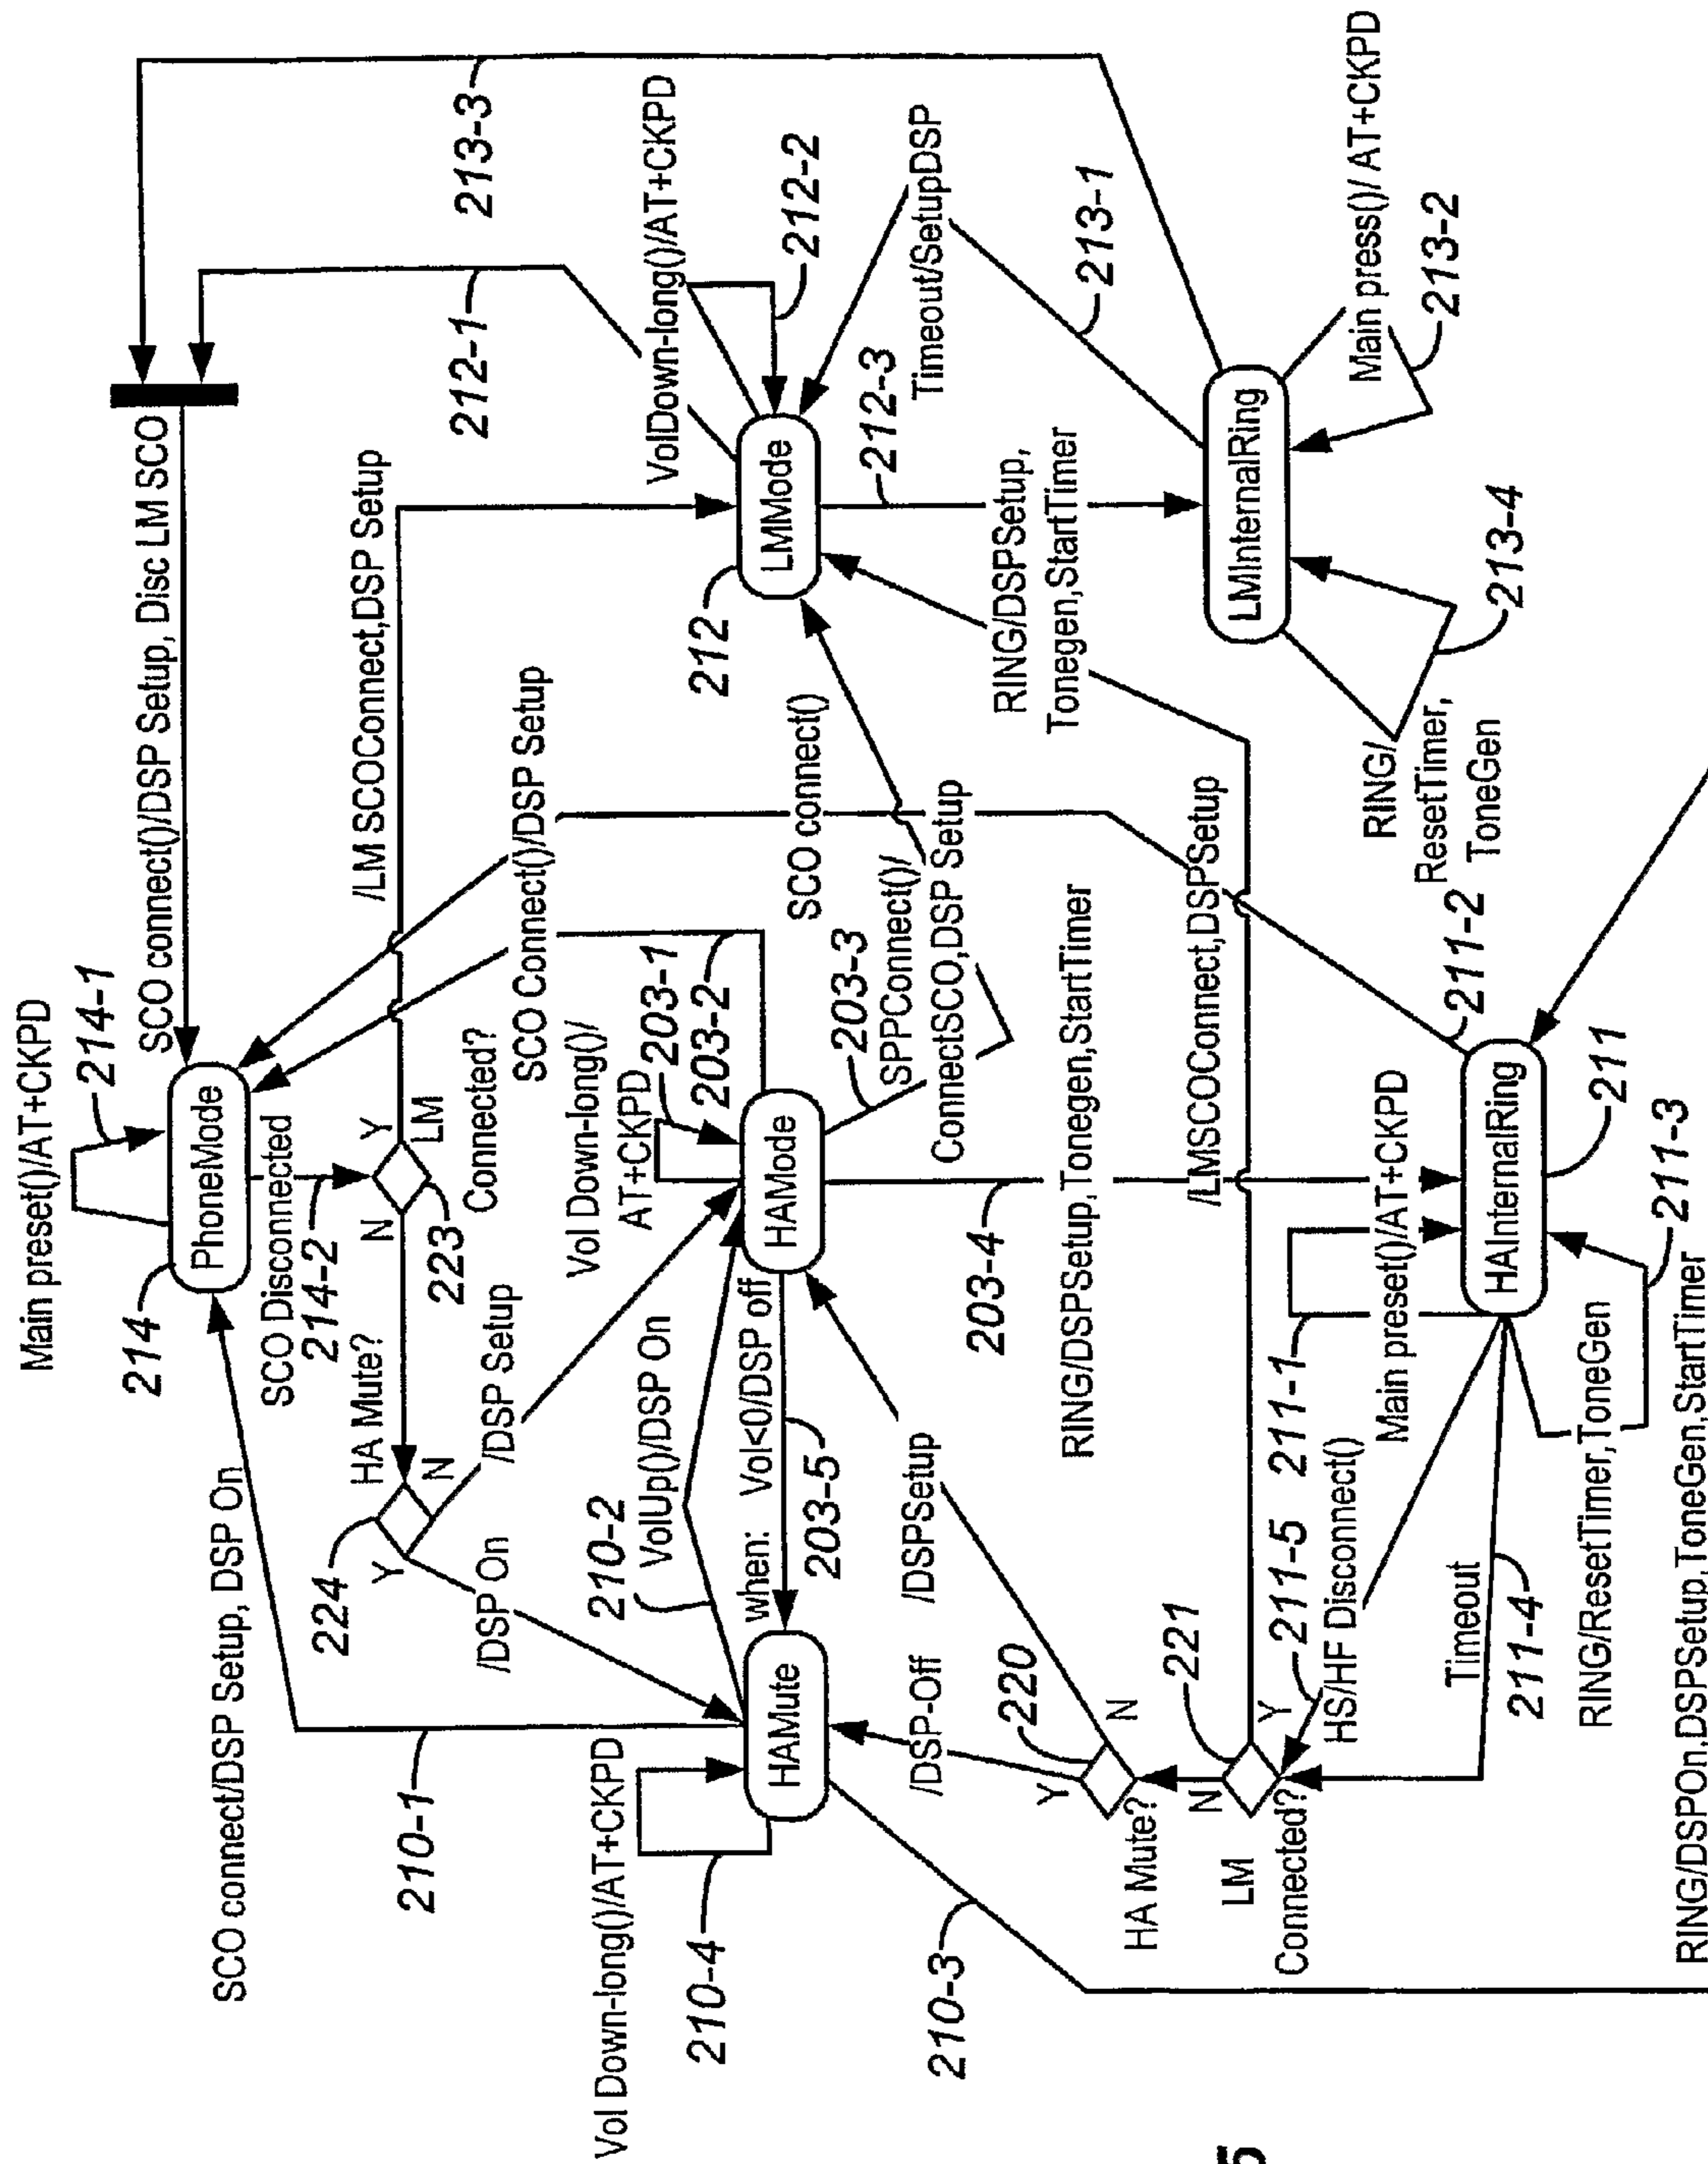 Main preset()/AT+CKPD
214-1
214
PhoneMode
SCO connect()/DSP Setup, Disc LM SCO
213-3
SCO connect/DSP Setup, DSP On
210-1
SCO Disconnected
214-2
N
Y
LM
Connected?
223
/LM SCOConnect,DSP Setup
212-1
HA Mute?
224
Y
N
/DSP Setup
/DSP On
SCO Connect()/DSP Setup
Vol Down-long()/
AT+CKPD
203-1
203-2
210-2
VolUp()/DSP On
when: Vol<0/DSP off
203-5
HAMode
HAMute
Vol Down-long()/AT+CKPD
210-4
210-3
VolDown-long()/AT+CKPD
212-2
212
LMMode
212-3
Timeout/SetupDSP
213-1
SCO connect()
203-3
SPPConnect()/
ConnectSCO,DSP Setup
203-4
RING/DSPSetup,Tonegen,StartTimer
RING/DSPSetup,
Tonegen,StartTimer
/DSPSetup
/DSP-Off
220
Y
N
HA Mute?
221
N
Y
LM
Connected?
/LMSCOConnect,DSPSetup
LMInternalRing
Main press()/ AT+CKPD
213-2
213-4
RING/
ResetTimer,
ToneGen
211-2
211-5
211-1
HS/HF Disconnect()
Main preset()/AT+CKPD
HAInternalRing
211
Timeout
211-4
211-3
RING/ResetTimer,ToneGen
RING/DSPOn,DSPSetup,ToneGen,StartTimer
5